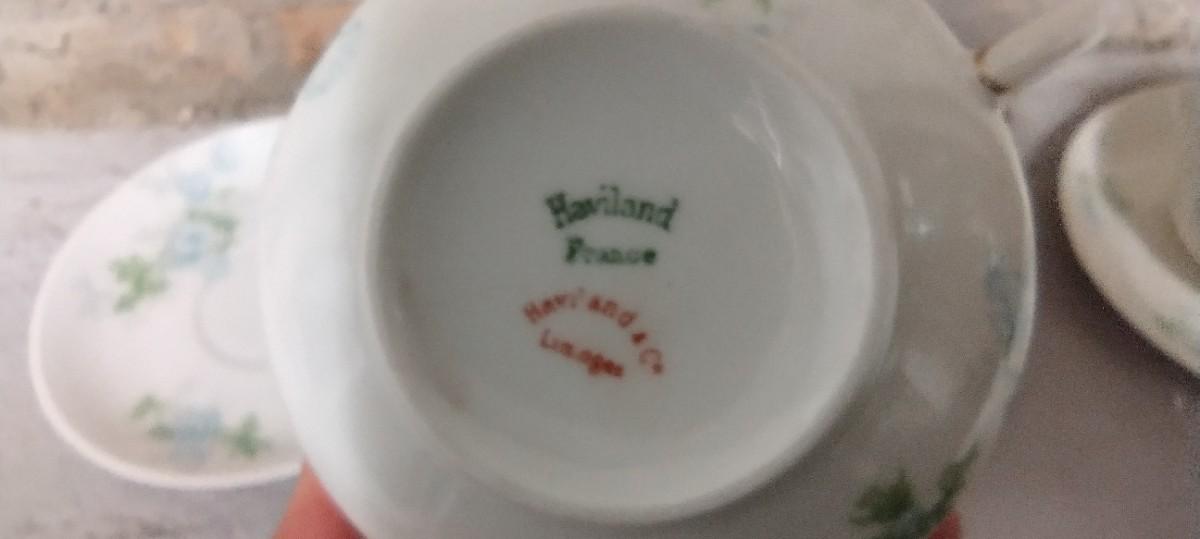 Haviland
France
Haviland & Co
Limoges